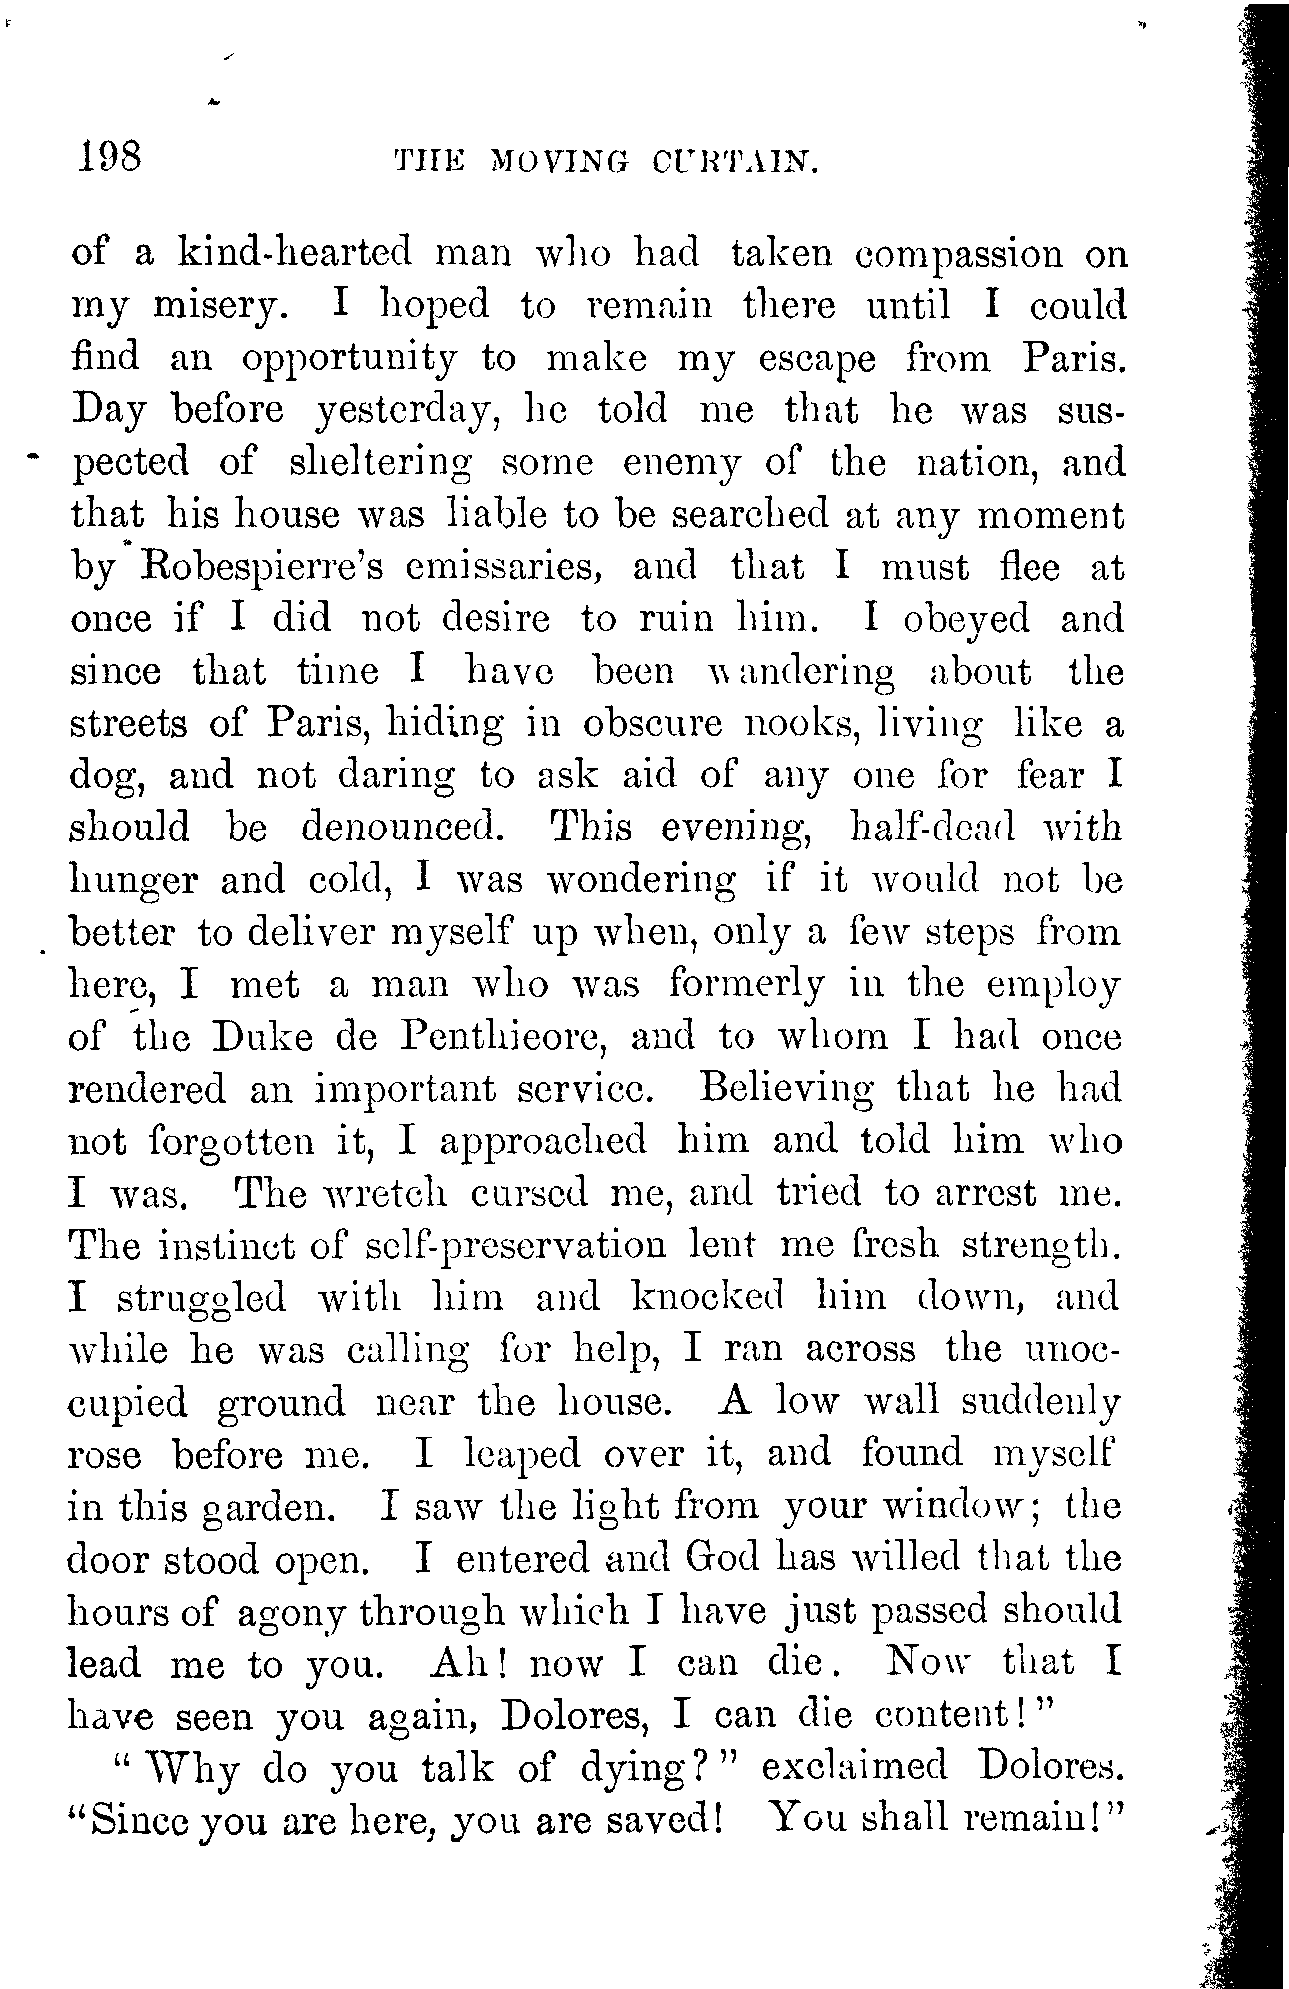 198 THE MOVING CURTAIN.
of a kind-hearted man who had taken compassion on
my misery. I hoped to remain there until I could
find an opportunity to make my escape from Paris.
Day before yesterday, he told me that he was sus-
pected of sheltering some enemy of the nation, and
that his house was liable to be searched at any moment
by Robespierre's emissaries, and that I must flee at
once if I did not desire to ruin him. I obeyed and
since that time I have been wandering about the
streets of Paris, hiding in obscure nooks, living like a
dog, and not daring to ask aid of any one for fear I
should be denounced. This evening, half-dead with
hunger and cold, I was wondering if it would not be
better to deliver myself up when, only a few steps from
here, I met a man who was formerly in the employ
of the Duke de Penthieore, and to whom I had once
rendered an important service. Believing that he had
not forgotten it, I approached him and told him who
I was. The wretch cursed me, and tried to arrest me.
The instinct of self-preservation lent me fresh strength.
I struggled with him and knocked him down, and
while he was calling for help, I ran across the unoc-
cupied ground near the house. A low wall suddenly
rose before me. I leaped over it, and found myself
in this garden. I saw the light from your window; the
door stood open. I entered and God has willed that the
hours of agony through which I have just passed should
lead me to you. Ah! now I can die. Now that I
have seen you again, Dolores, I can die content!"
"Why do you talk of dying?" exclaimed Dolores.
"Since you are here, you are saved! You shall remain!"